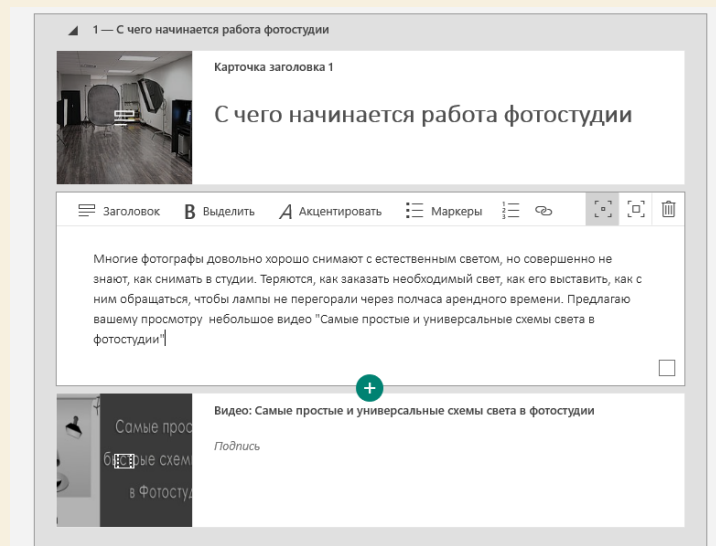 1 — С чего начинается работа фотостудии
Карточка заголовка 1
С чего начинается работа фотостудии
Заголовок B Выделить A Акцентировать Маркеры
Многие фотографы довольно хорошо снимают с естественным светом, но совершенно не
знают, как снимать в студии. Теряются, как заказать необходимый свет, как его выставить, как с
ним обращаться, чтобы лампы не перегорали через полчаса арендного времени. Предлагаю
вашему просмотру небольшое видео "Самые простые и универсальные схемы света в
фотостудии"
Видео: Самые простые и универсальные схемы света в фотостудии
Подпись
Самые прос
быстрые схемы
в Фотостуд